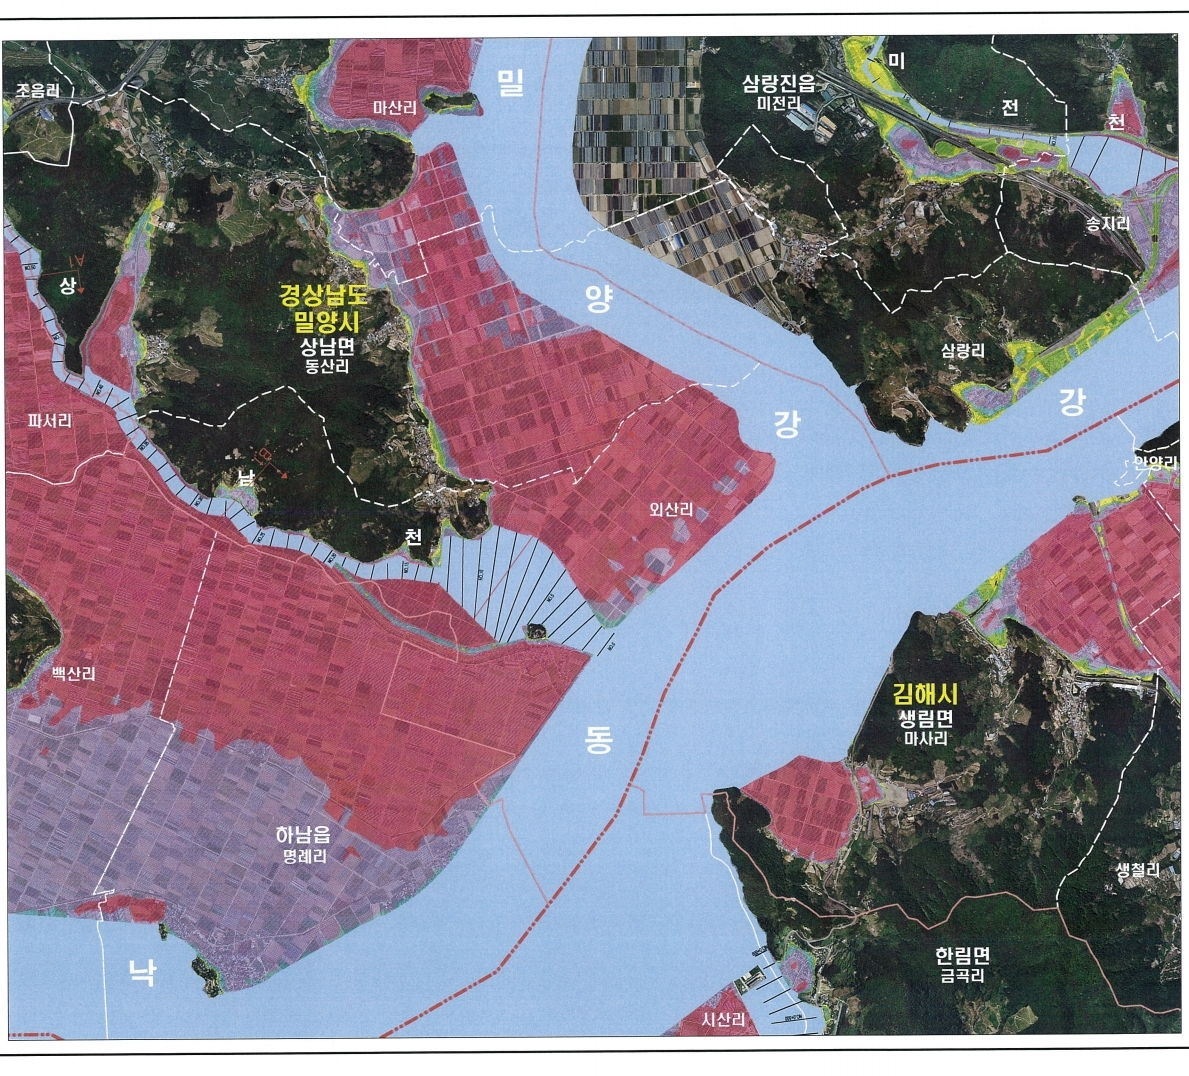 밀
미
조음리
마산리
삼랑진읍
미전리
전
천
송지리
상
A1
경상남도
밀양시
상남면
동산리
양
삼랑리
강
강
파서리
B
남
안양리
외산리
천
백산리
김해시
생림면
마사리
동
하남읍
명례리
생철리
한림면
금곡리
낙
시산리